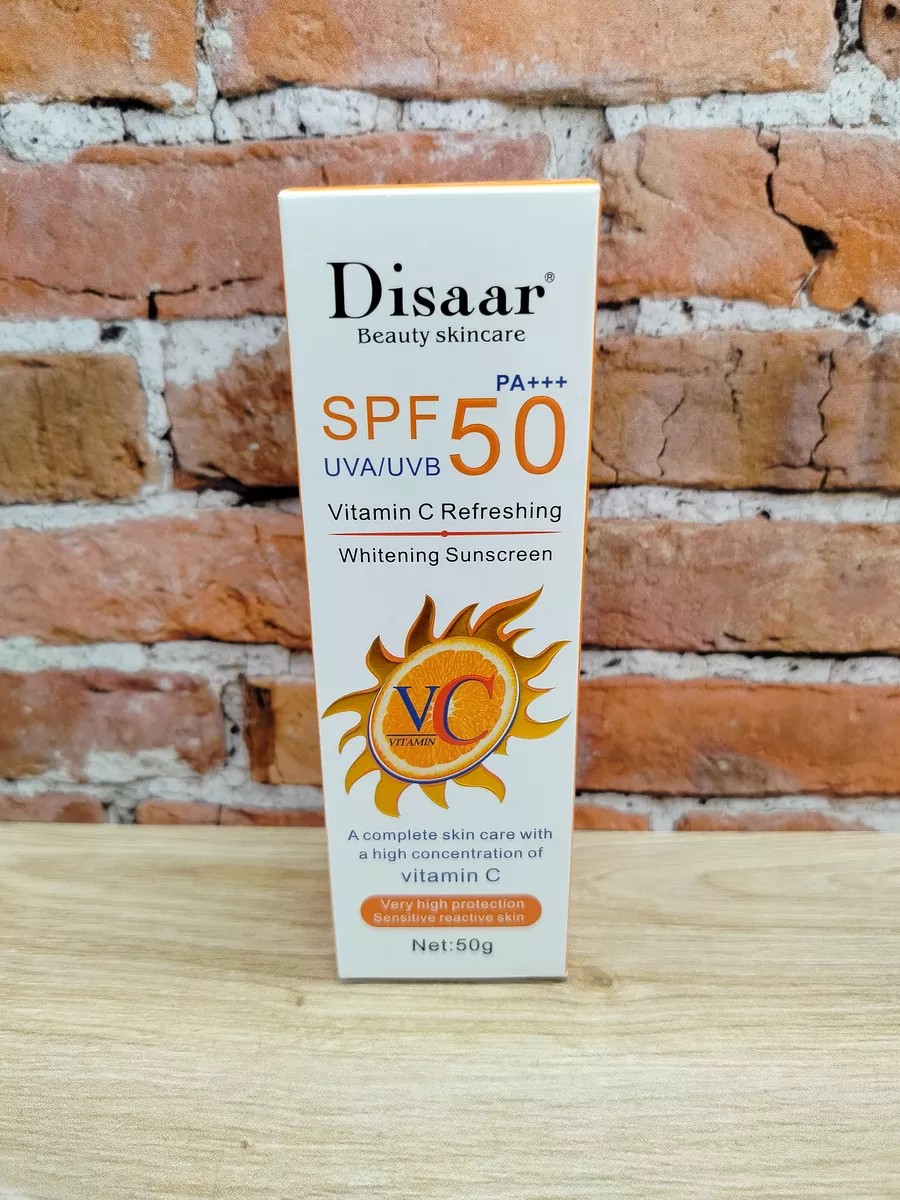 Disaar®
Beauty skincare
PA+++
SPF 50
UVA/UVB
Vitamin C Refreshing
Whitening Sunscreen
VC
VITAMIN
A complete skin care with
a high concentration of
vitamin C
Very high protection
Sensitive reactive skin
Net:50g